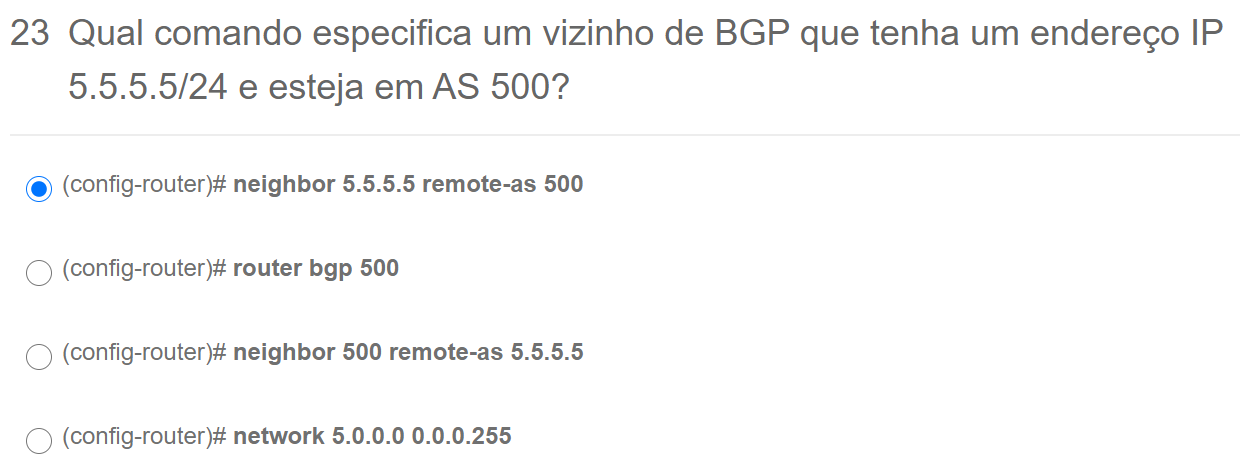 23 Qual comando especifica um vizinho de BGP que tenha um endereço IP
5.5.5.5/24 e esteja em AS 500?
(config-router)# neighbor 5.5.5.5 remote-as 500
(config-router)# router bgp 500
(config-router)# neighbor 500 remote-as 5.5.5.5
(config-router)# network 5.0.0.0 0.0.0.255